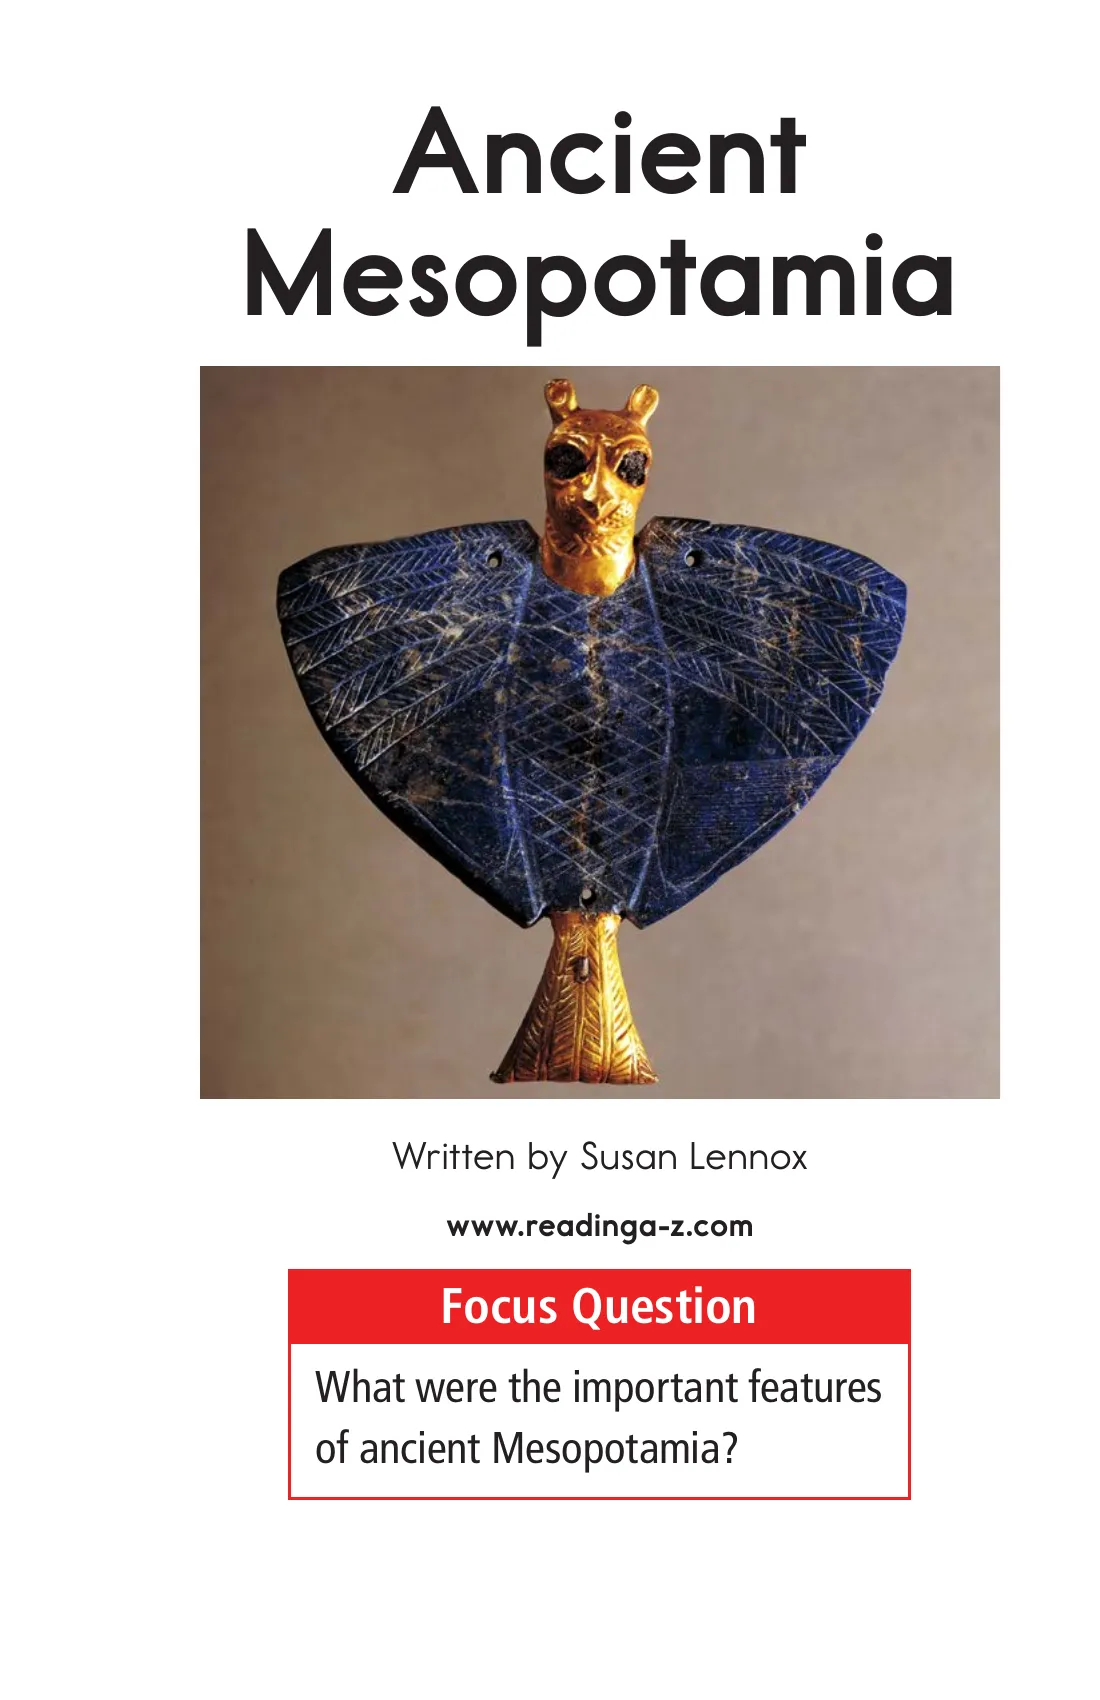 Ancient
Mesopotamia
Written by Susan Lennox
www.readinga-z.com
Focus Question
What were the important features
of ancient Mesopotamia?